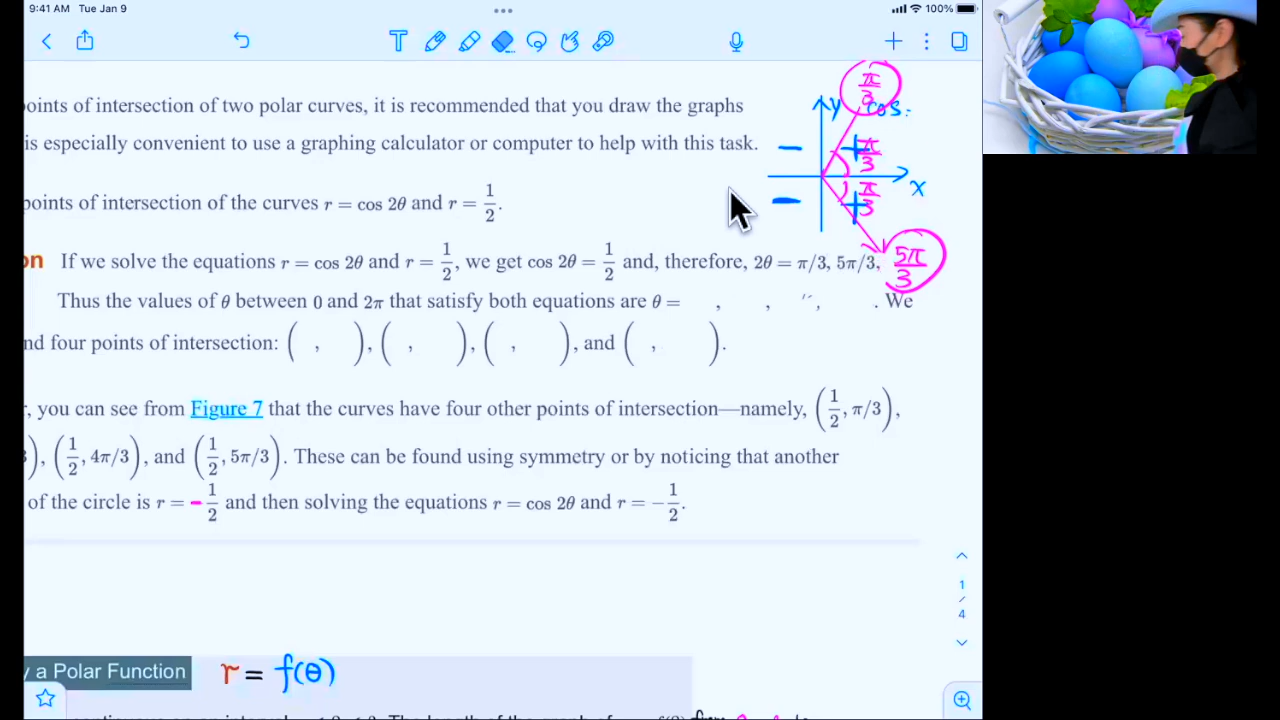 9:41 AM Tue Jan 9
100%
points of intersection of two polar curves, it is recommended that you draw the graphs
is especially convenient to use a graphing calculator or computer to help with this task.
π/3
y cos.
− + π/3
x
− + π/3
points of intersection of the curves r = cos 2θ and r = 1/2.
on If we solve the equations r = cos 2θ and r = 1/2, we get cos 2θ = 1/2 and, therefore, 2θ = π/3, 5π/3, 5π/3
Thus the values of θ between 0 and 2π that satisfy both equations are θ = , , , . We
nd four points of intersection: ( , ), ( , ), ( , ), and ( , ).
, you can see from Figure 7 that the curves have four other points of intersection—namely, (1/2, π/3),
), (1/2, 4π/3), and (1/2, 5π/3). These can be found using symmetry or by noticing that another
of the circle is r = -1/2 and then solving the equations r = cos 2θ and r = −1/2.
1
/
4
y a Polar Function r = f(θ)